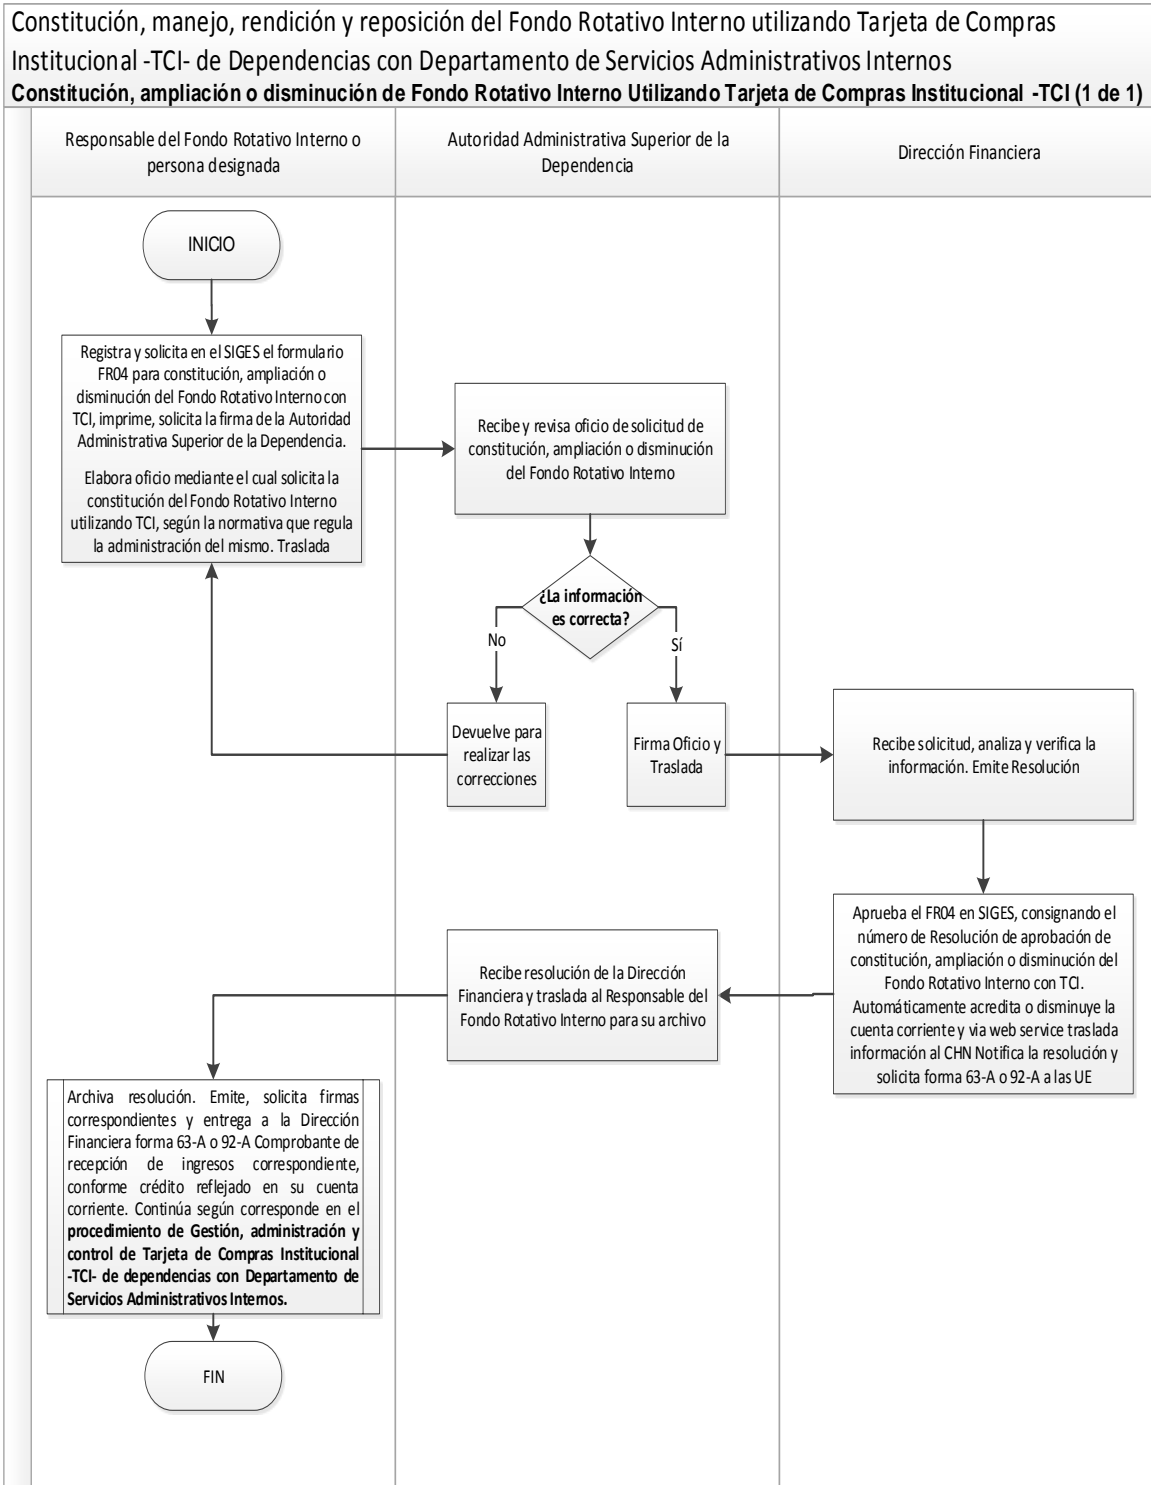 Constitución, manejo, rendición y reposición del Fondo Rotativo Interno utilizando Tarjeta de Compras
Institucional -TCI- de Dependencias con Departamento de Servicios Administrativos Internos
Constitución, ampliación o disminución de Fondo Rotativo Interno Utilizando Tarjeta de Compras Institucional -TCI (1 de 1)
Responsable del Fondo Rotativo Interno o
persona designada
Autoridad Administrativa Superior de la
Dependencia
Dirección Financiera
INICIO
Registra y solicita en el SIGES el formulario
FR04 para constitución, ampliación o
disminución del Fondo Rotativo Interno con
TCI, imprime, solicita la firma de la Autoridad
Administrativa Superior de la Dependencia.
Elabora oficio mediante el cual solicita la
constitución del Fondo Rotativo Interno
utilizando TCI, según la normativa que regula
la administración del mismo. Traslada
Recibe y revisa oficio de solicitud de
constitución, ampliación o disminución
del Fondo Rotativo Interno
¿La información
es correcta?
No
Sí
Devuelve para
realizar las
correcciones
Firma Oficio y
Traslada
Recibe solicitud, analiza y verifica la
información. Emite Resolución
Aprueba el FR04 en SIGES, consignando el
número de Resolución de aprobación de
constitución, ampliación o disminución del
Fondo Rotativo Interno con TCI.
Automáticamente acredita o disminuye la
cuenta corriente y via web service traslada
información al CHN Notifica la resolución y
solicita forma 63-A o 92-A a las UE
Recibe resolución de la Dirección
Financiera y traslada al Responsable del
Fondo Rotativo Interno para su archivo
Archiva resolución. Emite, solicita firmas
correspondientes y entrega a la Dirección
Financiera forma 63-A o 92-A Comprobante de
recepción de ingresos correspondiente,
conforme crédito reflejado en su cuenta
corriente. Continúa según corresponde en el
procedimiento de Gestión, administración y
control de Tarjeta de Compras Institucional
-TCI- de dependencias con Departamento de
Servicios Administrativos Internos.
FIN